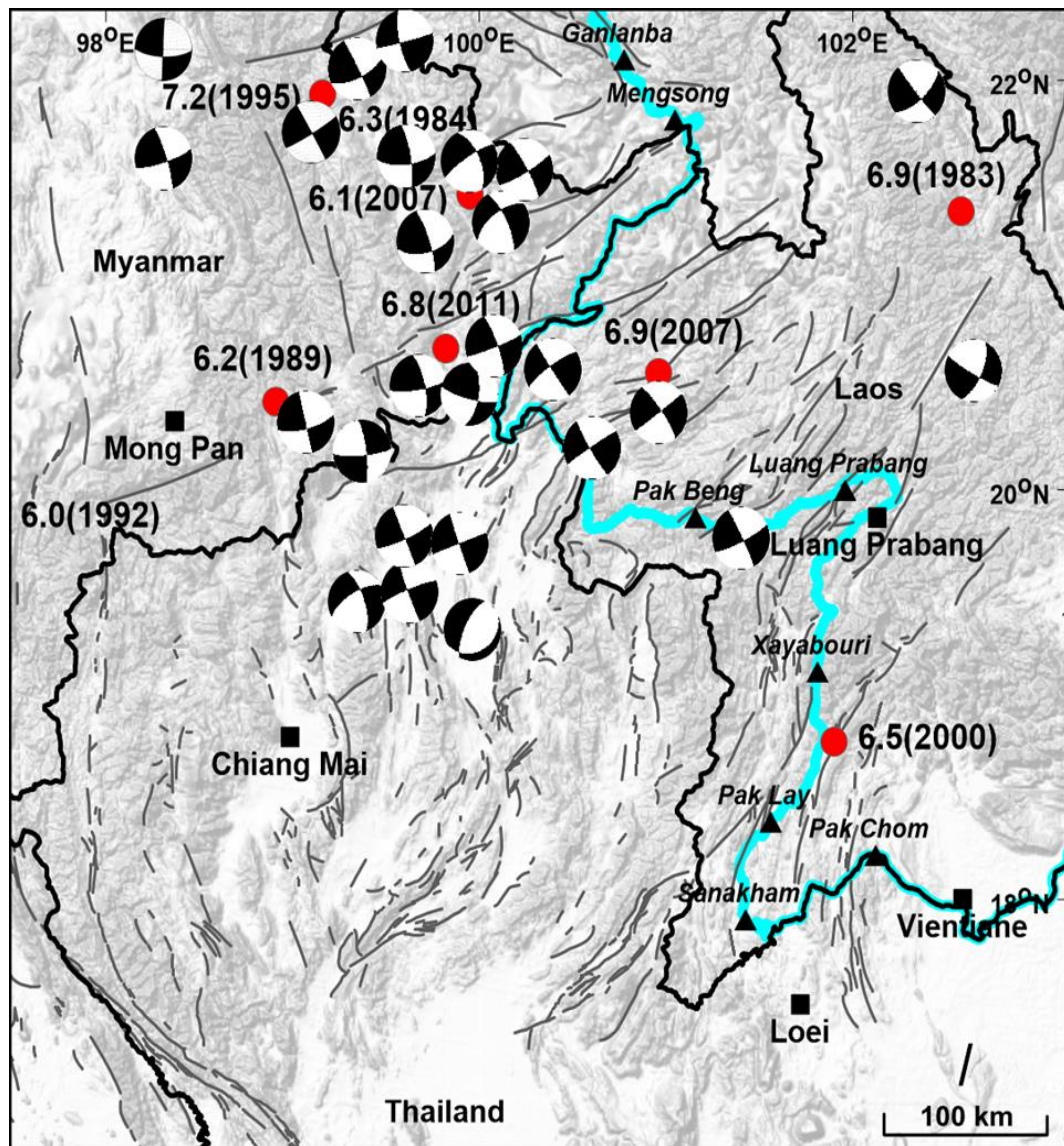 98°E
100°E
102°E
Ganlanba
22°N
7.2(1995)
Mengsong
6.3(1984)
6.9(1983)
6.1(2007)
Myanmar
6.8(2011)
6.9(2007)
6.2(1989)
Laos
Mong Pan
Luang Prabang
Pak Beng
20°N
6.0(1992)
Luang Prabang
Xayabouri
6.5(2000)
Chiang Mai
Pak Lay
Pak Chom
Sanakham
18°N
Vientiane
Loei
Thailand
100 km